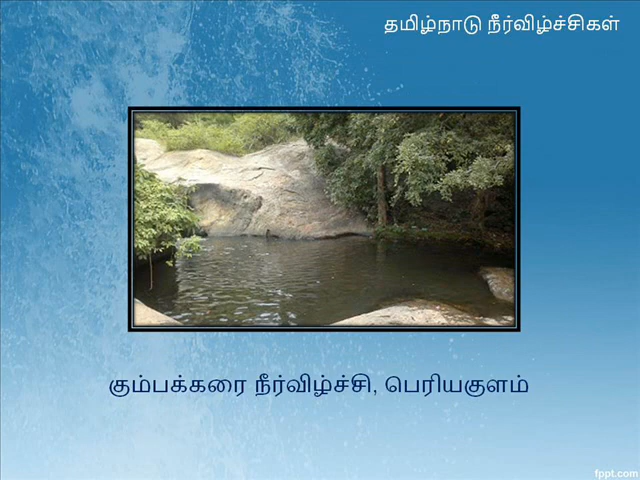 தமிழ்நாடு நீர்விழ்ச்சிகள்
கும்பக்கரை நீர்விழ்ச்சி, பெரியகுளம்
fppt.com